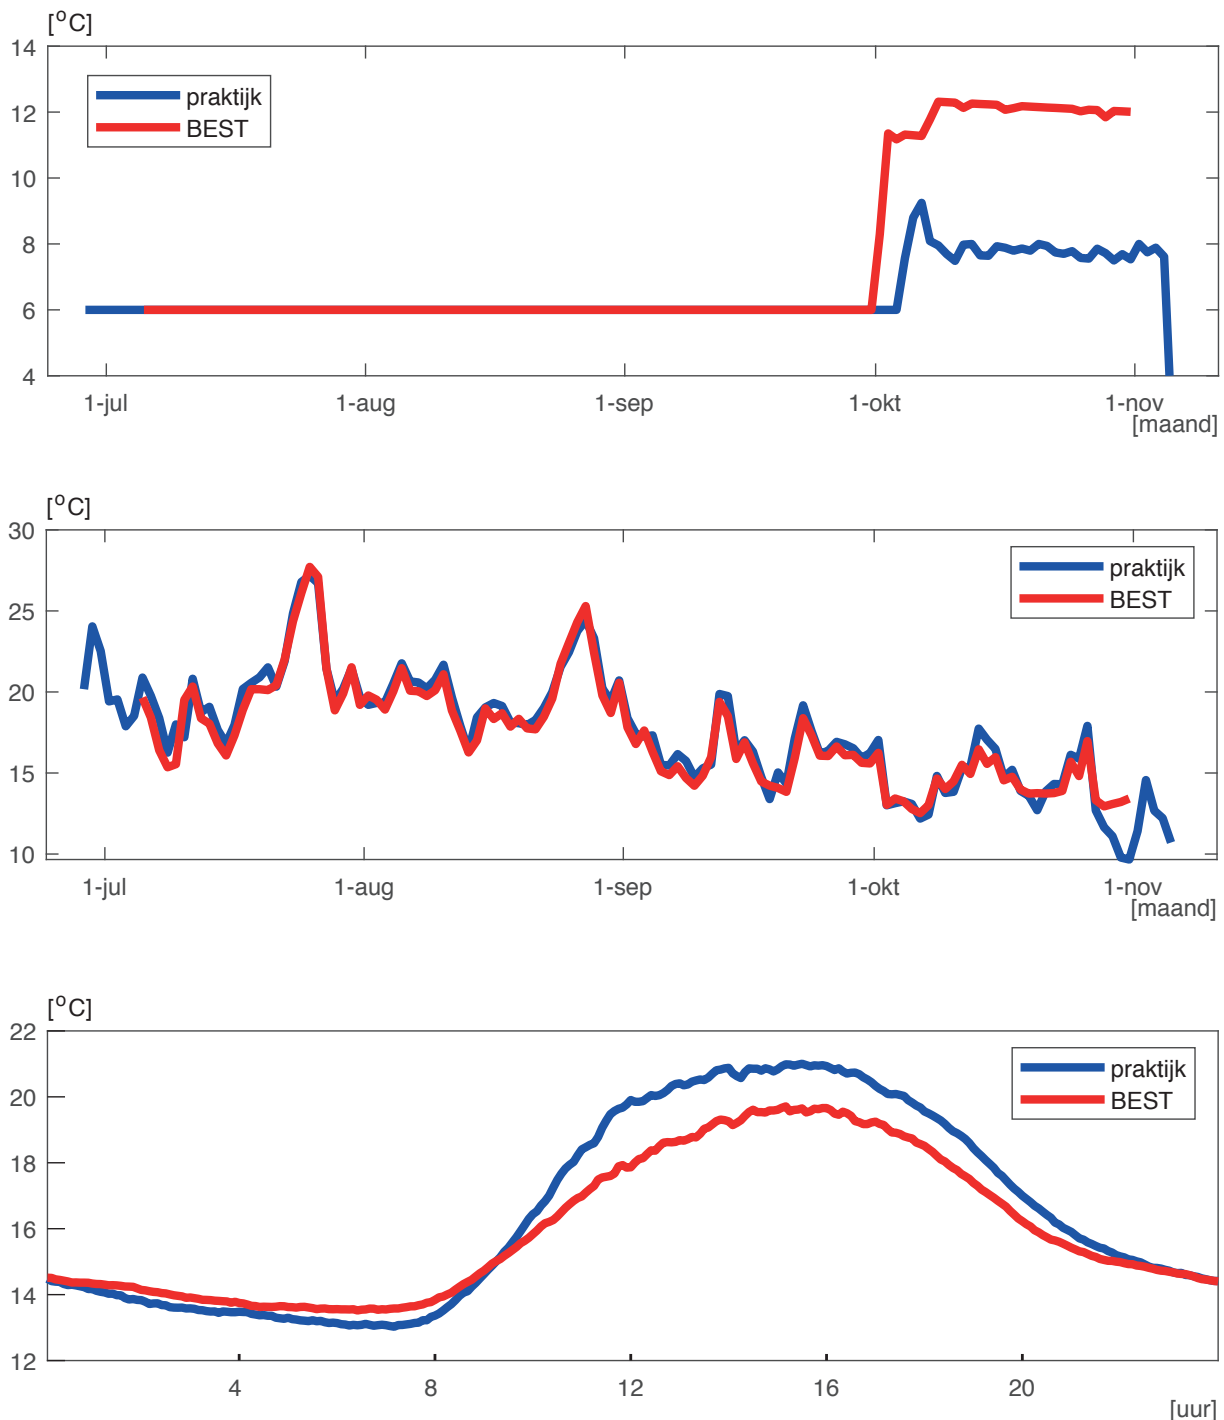 [°C]
14
12
10
8
6
4
praktijk
BEST
1-jul 1-aug 1-sep 1-okt 1-nov
[maand]
[°C]
30
25
20
15
10
praktijk
BEST
1-jul 1-aug 1-sep 1-okt 1-nov
[maand]
[°C]
22
20
18
16
14
12
praktijk
BEST
4 8 12 16 20
[uur]